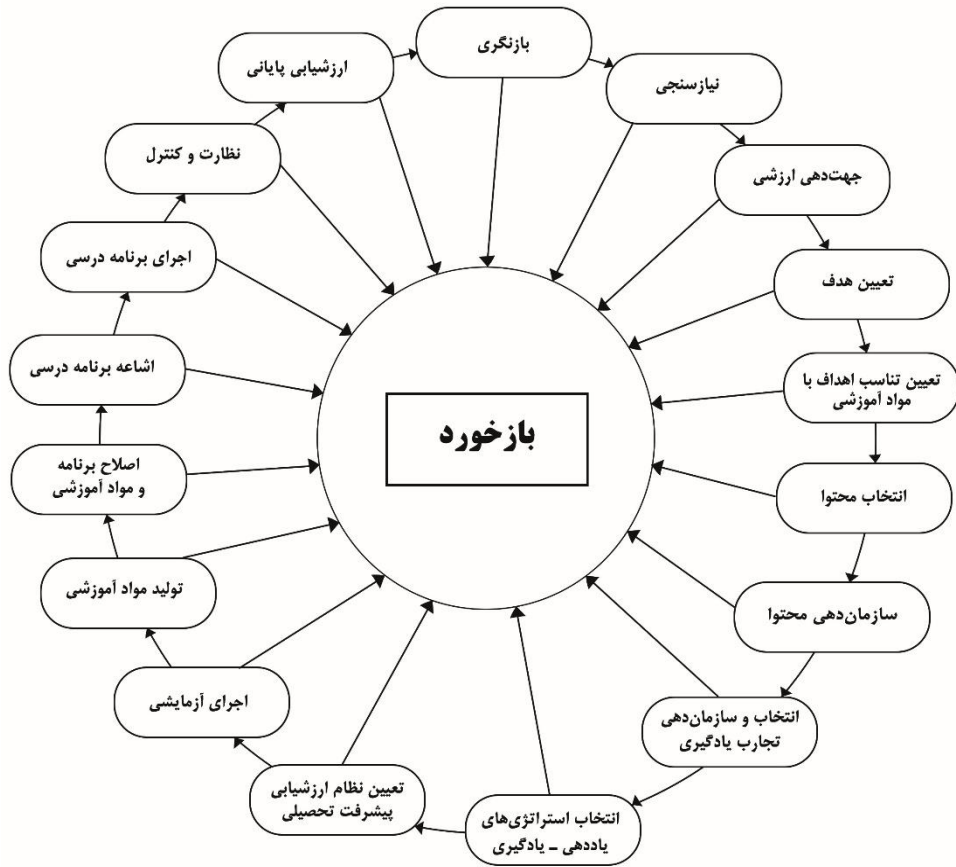 بازنگری
نیازسنجی
جهت‌دهی ارزشی
تعیین هدف
تعیین تناسب اهداف با
مواد آموزشی
انتخاب محتوا
سازمان‌دهی محتوا
انتخاب و سازمان‌دهی
تجارب یادگیری
انتخاب استراتژی‌های
یاددهی ـ یادگیری
تعیین نظام ارزشیابی
پیشرفت تحصیلی
اجرای آزمایشی
تولید مواد آموزشی
اصلاح برنامه
و مواد آموزشی
اشاعه برنامه درسی
اجرای برنامه درسی
نظارت و کنترل
ارزشیابی پایانی
بازخورد